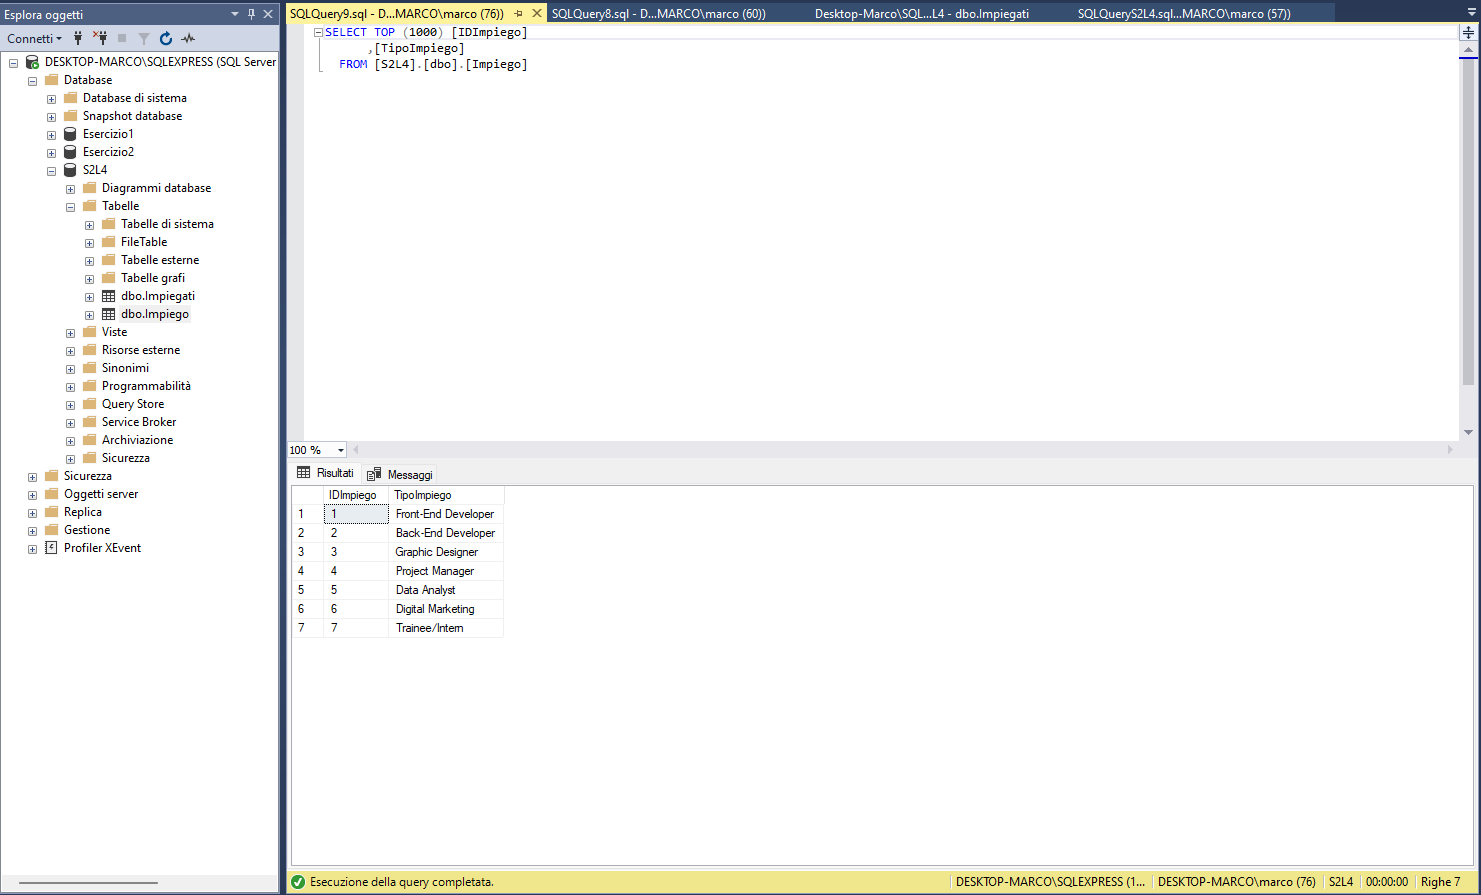 Esplora oggetti
Connetti
DESKTOP-MARCO\SQLEXPRESS (SQL Server
Database
Database di sistema
Snapshot database
Esercizio1
Esercizio2
S2L4
Diagrammi database
Tabelle
Tabelle di sistema
FileTable
Tabelle esterne
Tabelle grafi
dbo.Impiegati
dbo.Impiego
Viste
Risorse esterne
Sinonimi
Programmabilità
Query Store
Service Broker
Archiviazione
Sicurezza
Sicurezza
Oggetti server
Replica
Gestione
Profiler XEvent
SQLQuery9.sql - D...MARCO\marco (76)) SQLQuery8.sql - D...MARCO\marco (60)) Desktop-Marco\SQL...L4 - dbo.Impiegati SQLQueryS2L4.sql...MARCO\marco (57))
SELECT TOP (1000) [IDImpiego]
,[TipoImpiego]
FROM [S2L4].[dbo].[Impiego]
100 %
Risultati Messaggi
IDImpiego TipoImpiego
1 1 Front-End Developer
2 2 Back-End Developer
3 3 Graphic Designer
4 4 Project Manager
5 5 Data Analyst
6 6 Digital Marketing
7 7 Trainee/Intern
Esecuzione della query completata. DESKTOP-MARCO\SQLEXPRESS (1... DESKTOP-MARCO\marco (76) S2L4 00:00:00 Righe 7